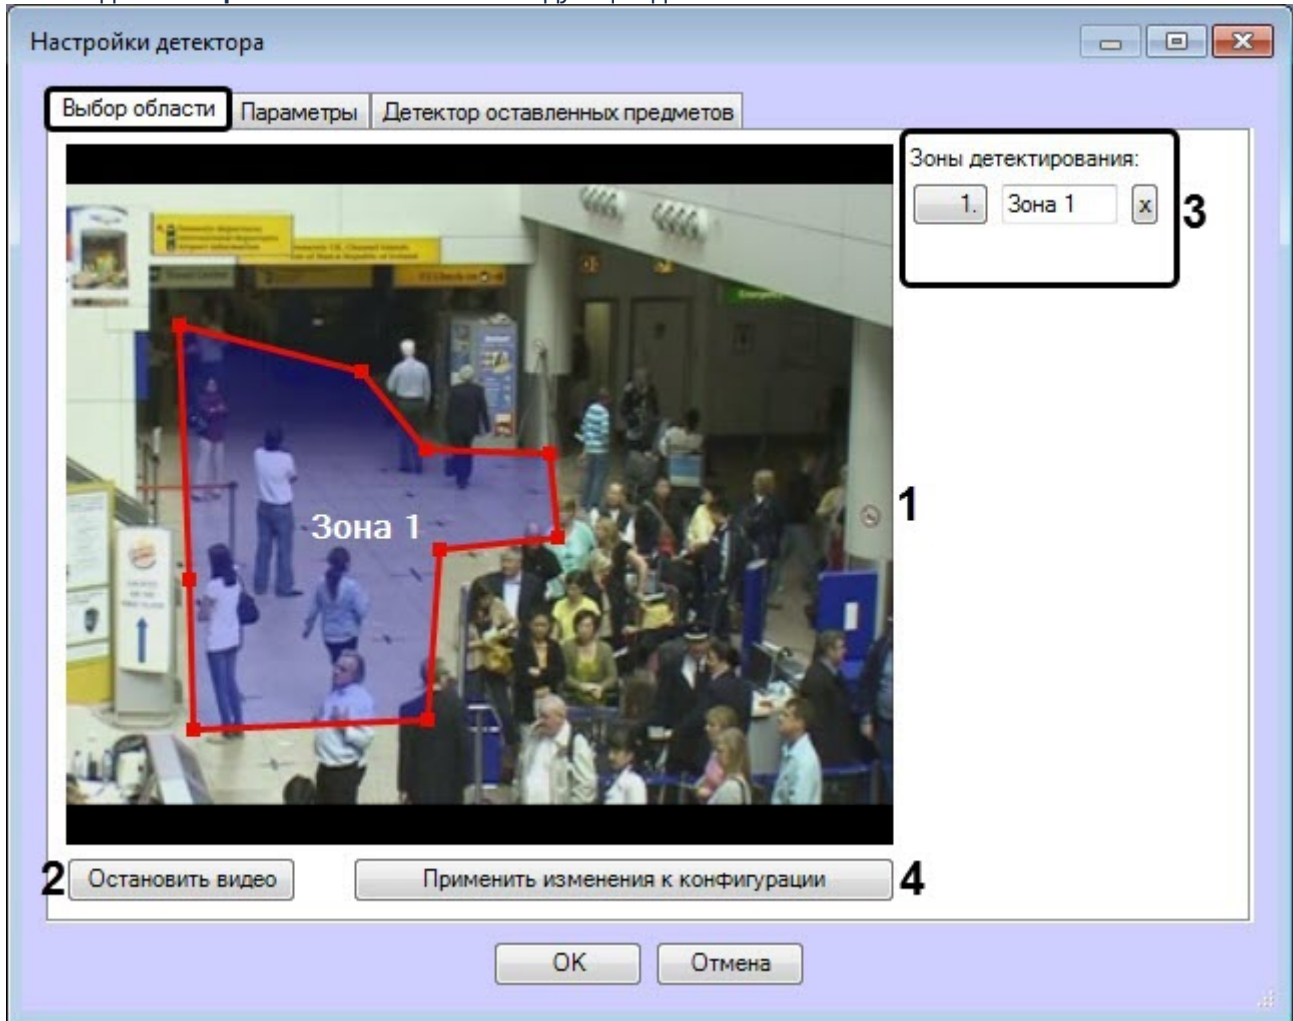 Настройки детектора
Выбор области
Параметры
Детектор оставленных предметов
Зоны детектирования:
1.
Зона 1
x
3
Зона 1
1
2
Остановить видео
Применить изменения к конфигурации
4
OK
Отмена